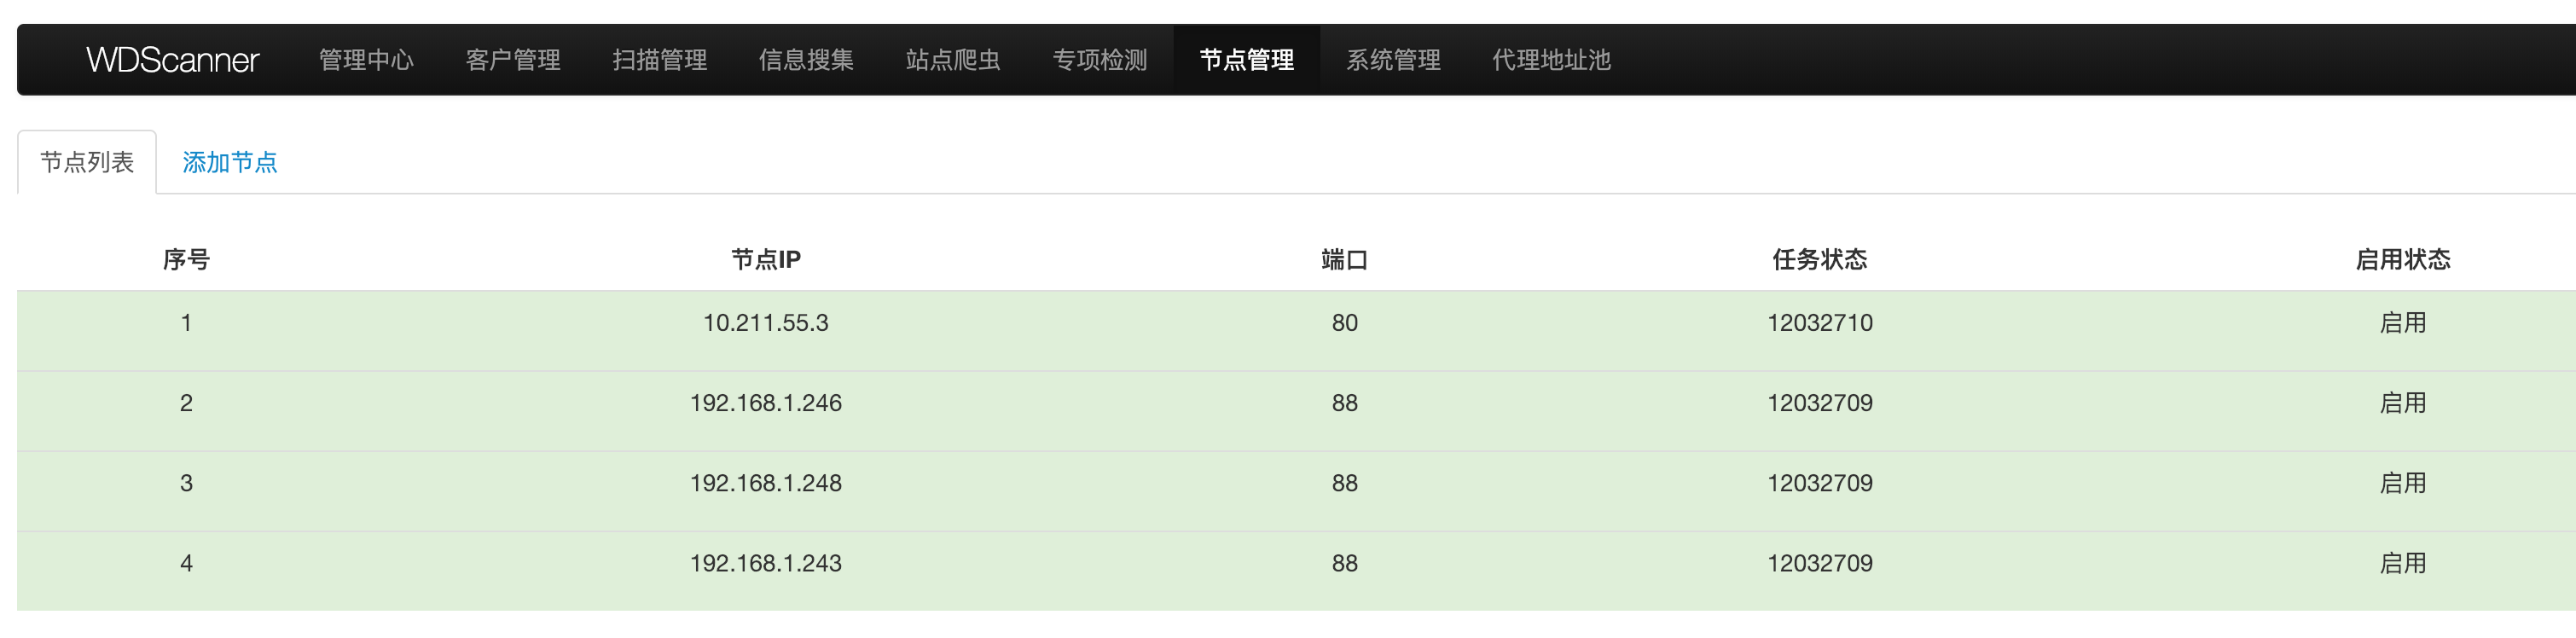 WDScanner 管理中心 客户管理 扫描管理 信息搜集 站点爬虫 专项检测 节点管理 系统管理 代理地址池
节点列表 添加节点
序号 节点IP 端口 任务状态 启用状态
1 10.211.55.3 80 12032710 启用
2 192.168.1.246 88 12032709 启用
3 192.168.1.248 88 12032709 启用
4 192.168.1.243 88 12032709 启用